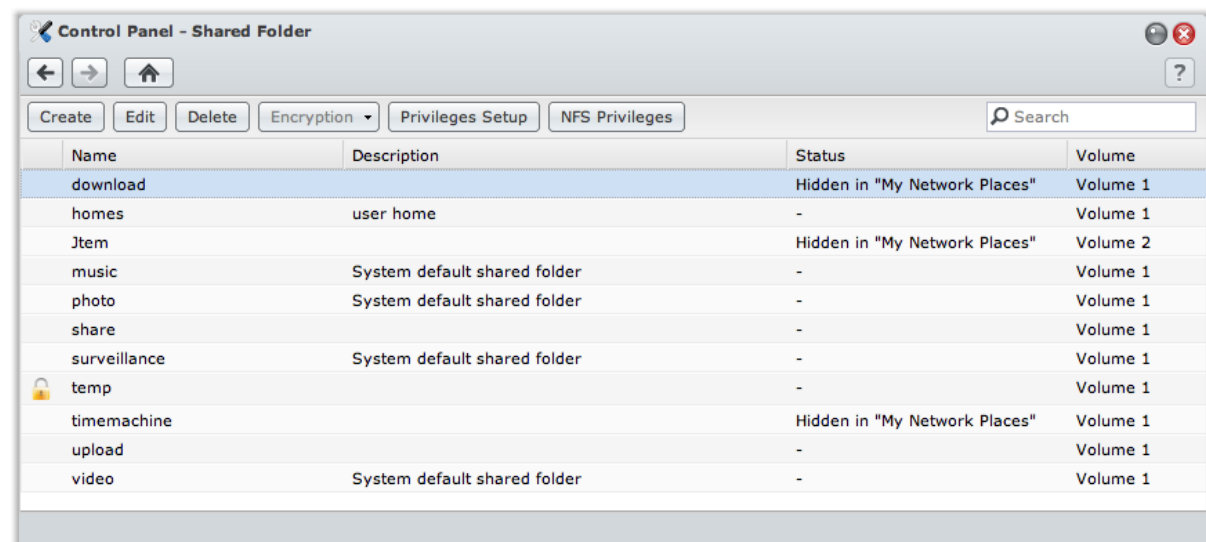 Control Panel - Shared Folder
?
Create Edit Delete Encryption Privileges Setup NFS Privileges Search
Name Description Status Volume
download Hidden in "My Network Places" Volume 1
homes user home - Volume 1
Jtem Hidden in "My Network Places" Volume 2
music System default shared folder - Volume 1
photo System default shared folder - Volume 1
share - Volume 1
surveillance System default shared folder - Volume 1
temp - Volume 1
timemachine Hidden in "My Network Places" Volume 1
upload - Volume 1
video System default shared folder - Volume 1